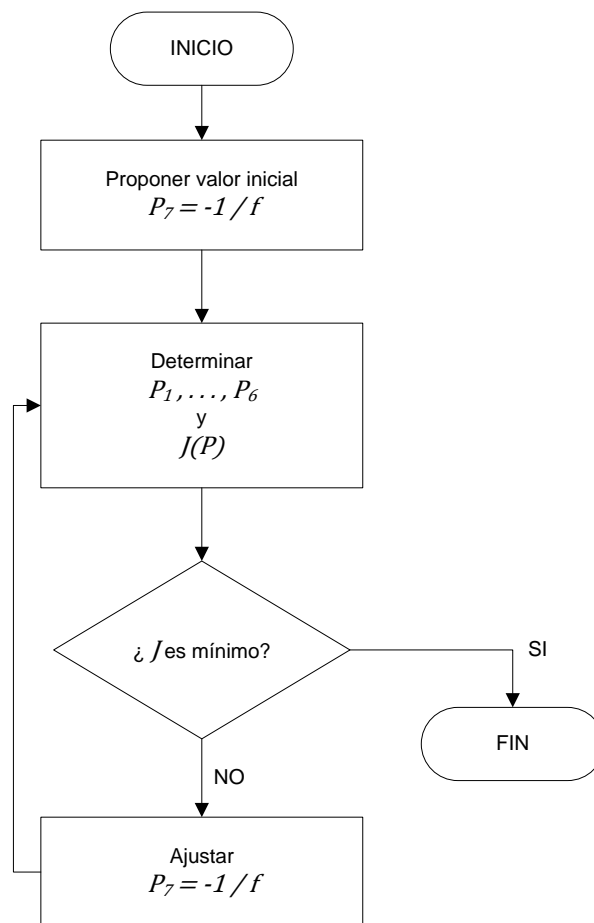 INICIO
Proponer valor inicial
P₇ = -1 / f
Determinar
P₁ , . . . , P₆
y
J(P)
¿ J es mínimo?
SI
FIN
NO
Ajustar
P₇ = -1 / f